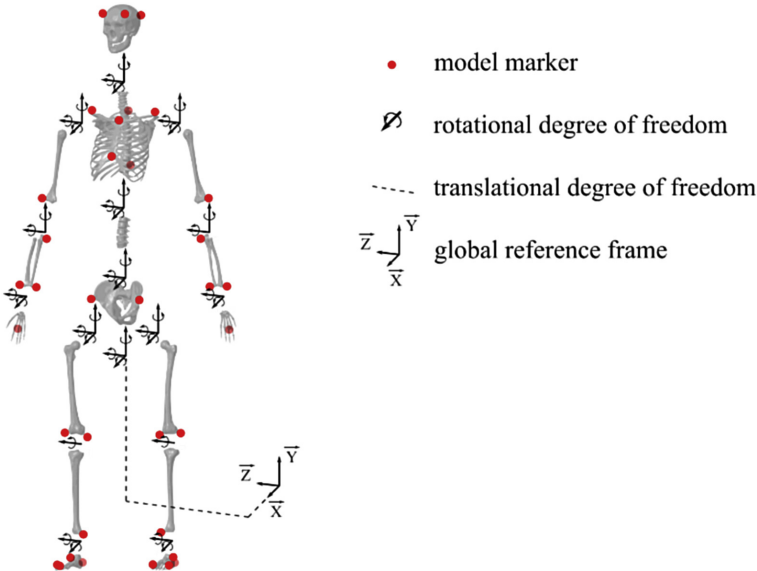 model marker
rotational degree of freedom
translational degree of freedom
Y
Z
X
global reference frame
Y
Z
X